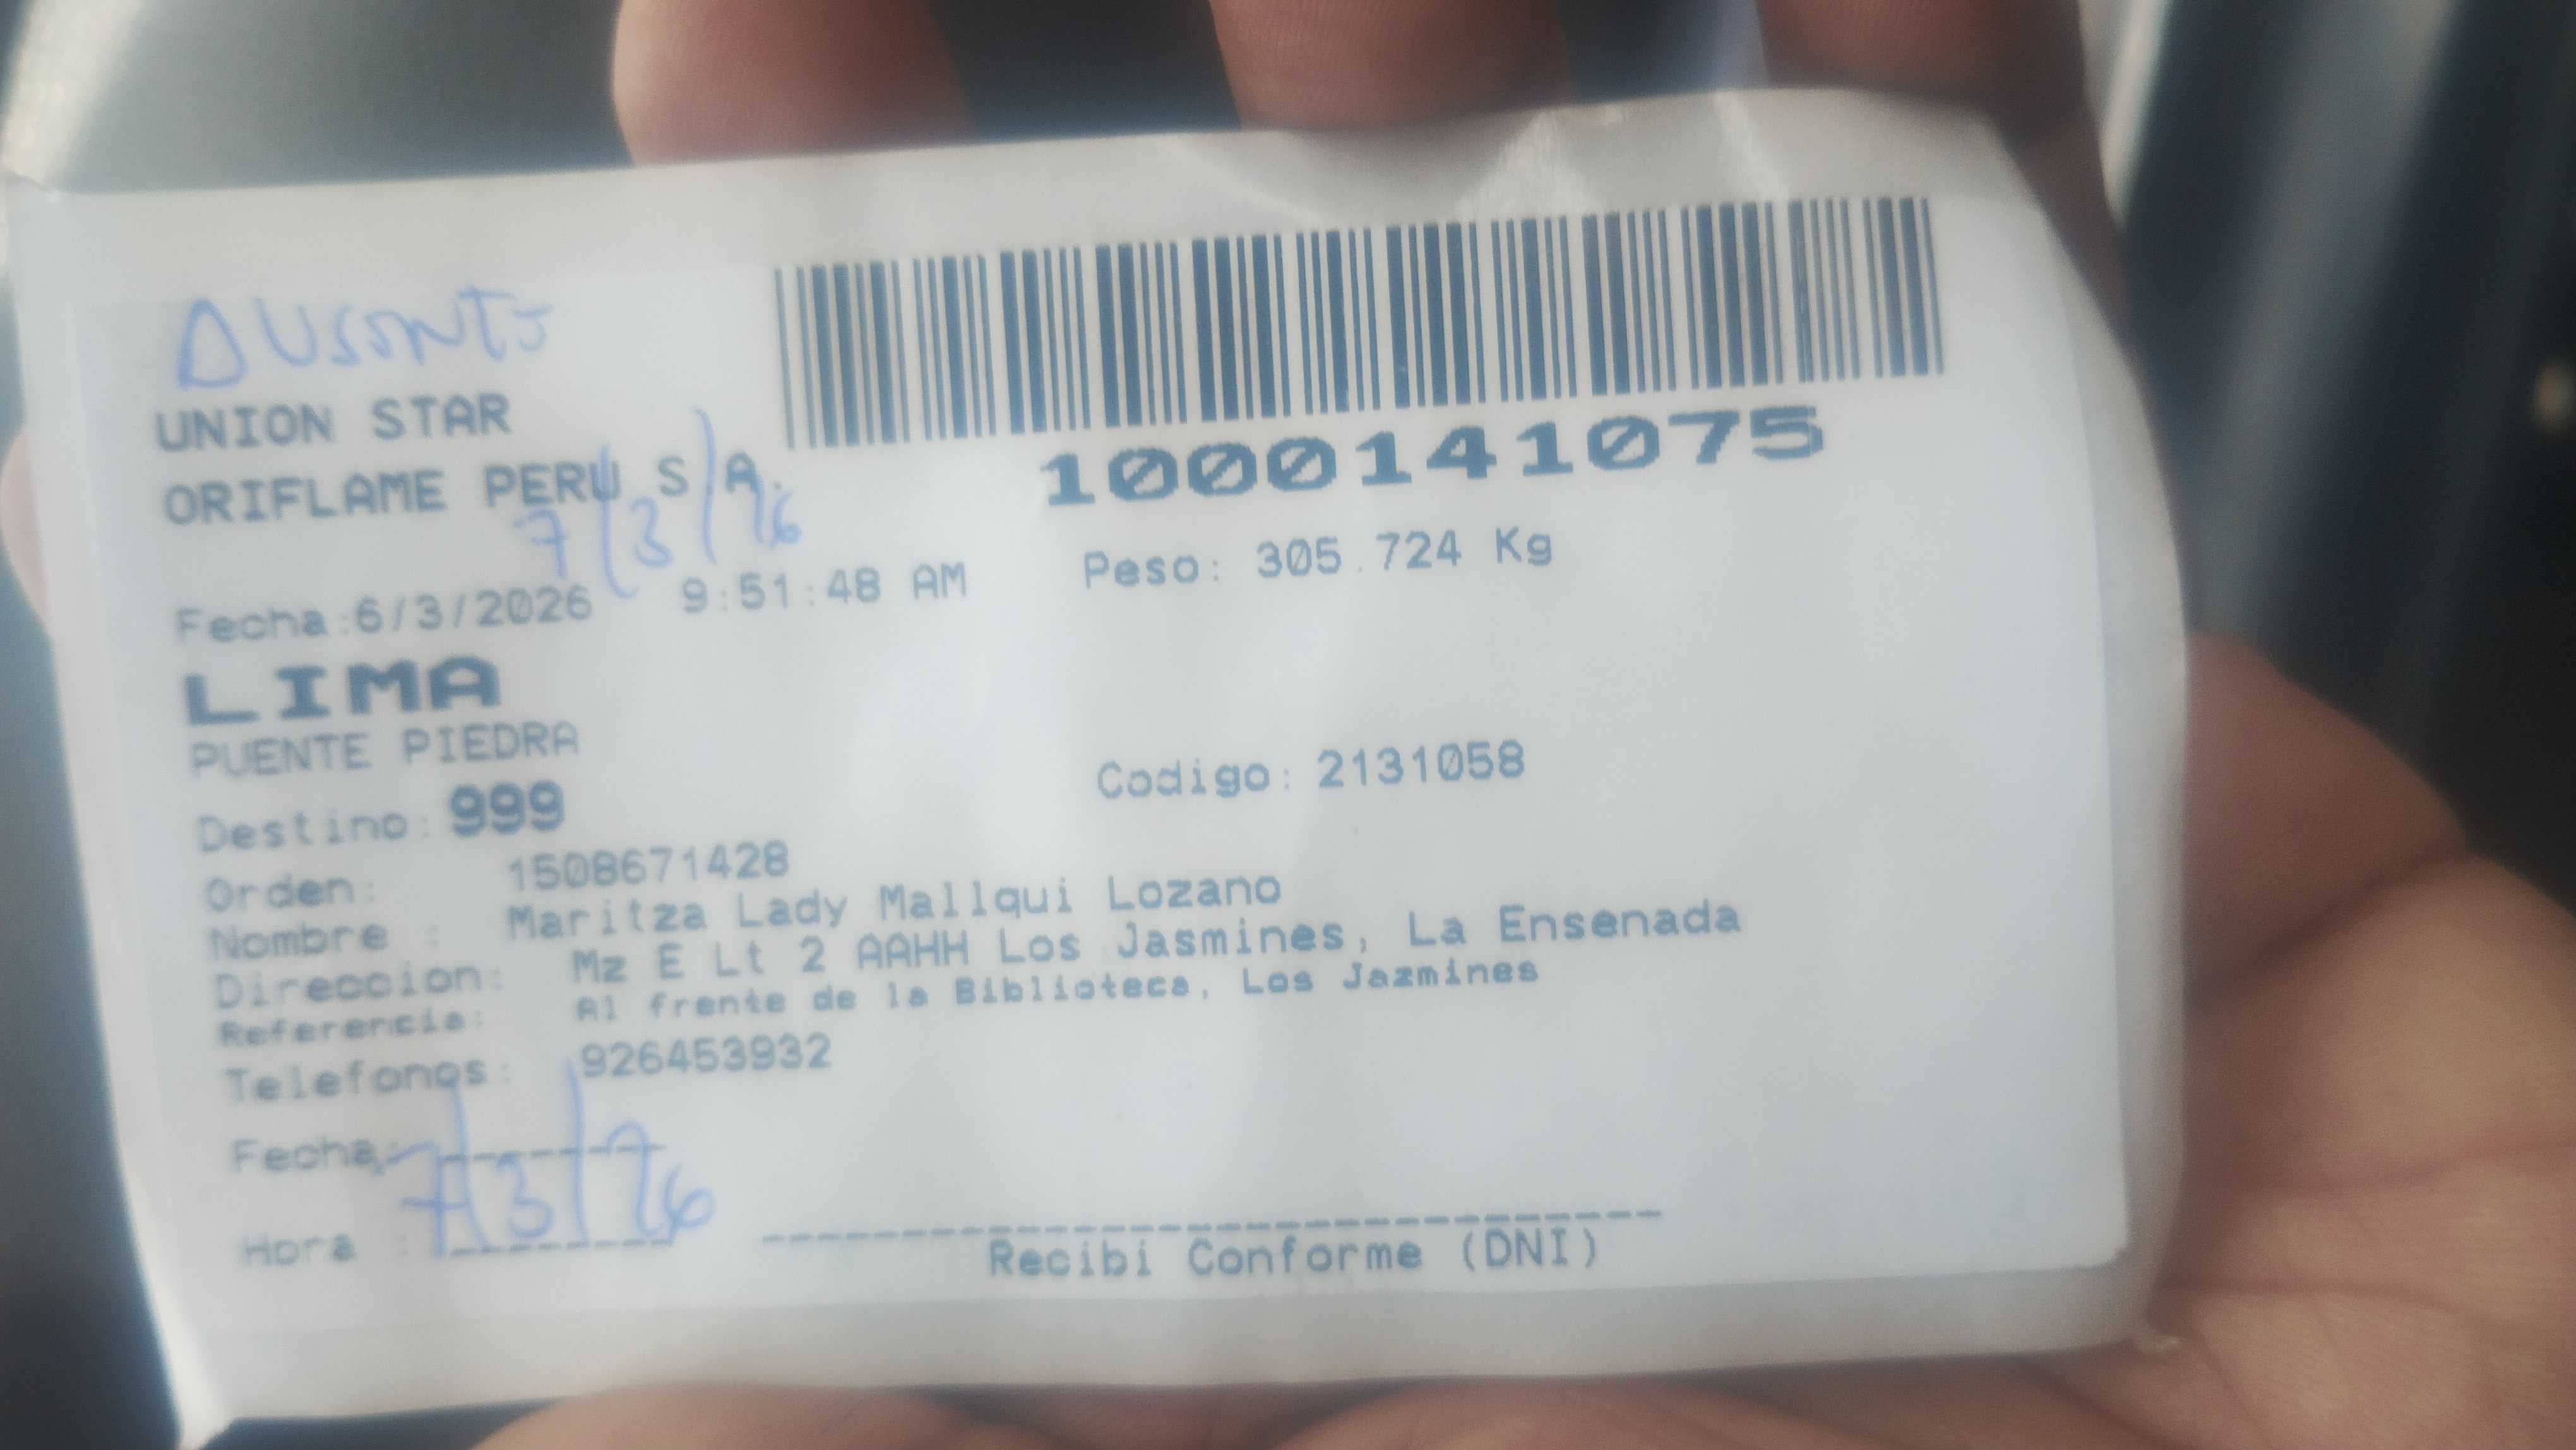 AUSENTE
UNION STAR
ORIFLAME PERU S.A.
7/3/26
1000141075
Fecha:6/3/2026 9:51:48 AM
Peso: 305.724 Kg
LIMA
PUENTE PIEDRA
Destino: 999
Codigo: 2131058
Orden: 1508671428
Nombre : Maritza Lady Mallqui Lozano
Direccion: Mz E Lt 2 AAHH Los Jasmines, La Ensenada
Referencia: Al frente de la Biblioteca, Los Jazmines
Telefonos: 926453932
Fecha: 7/3/26
Hora :
Recibi Conforme (DNI)